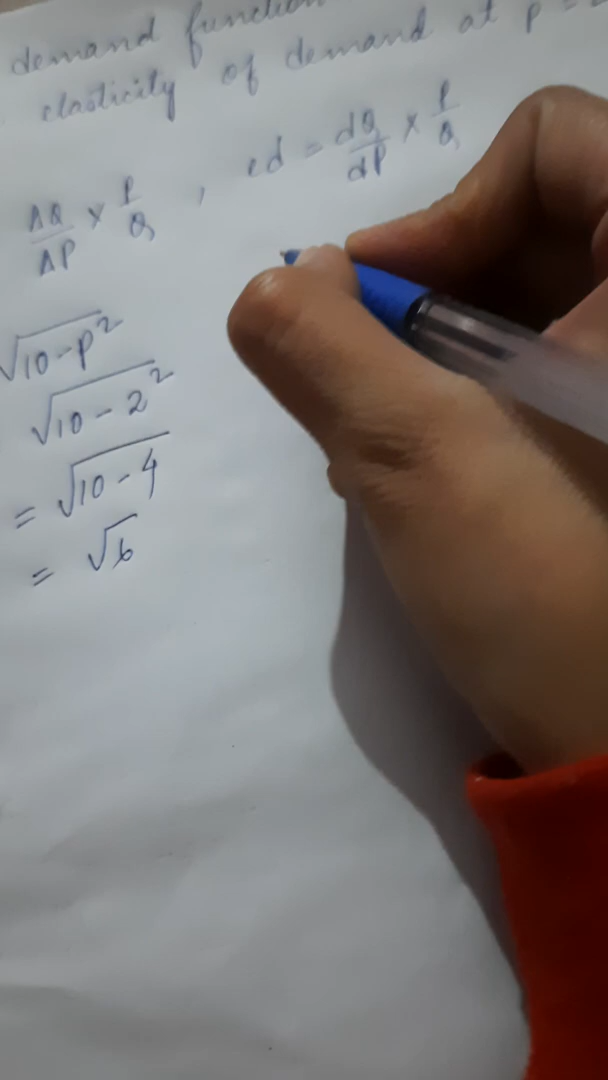 demand function
elasticity of demand at p =
ΔQ/ΔP × P/Q , ed = dQ/dP × P/Q
√10-p²
√10-2²
= √10-4
= √6